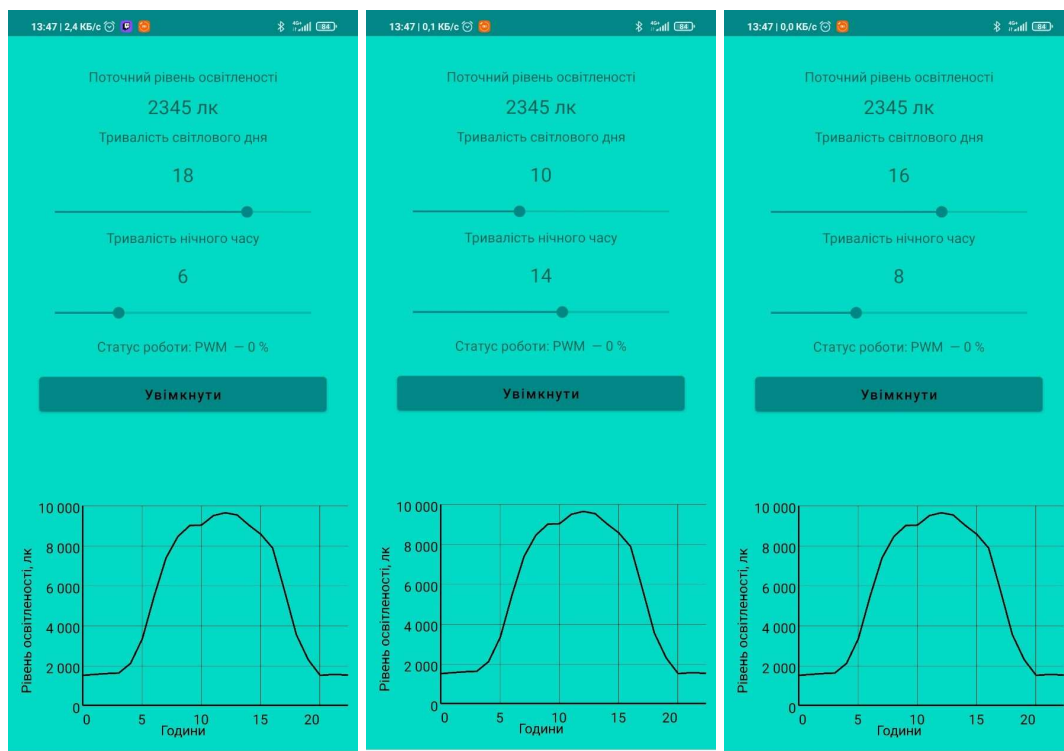 13:47 | 2,4 КБ/с 4G+ 84
Поточний рівень освітленості
2345 лк
Тривалість світлового дня
18
Тривалість нічного часу
6
Статус роботи: PWM — 0 %
Увімкнути
Рівень освітленості, лк
10 000
8 000
6 000
4 000
2 000
0
0 5 10 15 20
Години
13:47 | 0,1 КБ/с 4G+ 84
Поточний рівень освітленості
2345 лк
Тривалість світлового дня
10
Тривалість нічного часу
14
Статус роботи: PWM — 0 %
Увімкнути
Рівень освітленості, лк
10 000
8 000
6 000
4 000
2 000
0
0 5 10 15 20
Години
13:47 | 0,0 КБ/с 4G+ 84
Поточний рівень освітленості
2345 лк
Тривалість світлового дня
16
Тривалість нічного часу
8
Статус роботи: PWM — 0 %
Увімкнути
Рівень освітленості, лк
10 000
8 000
6 000
4 000
2 000
0
0 5 10 15 20
Години